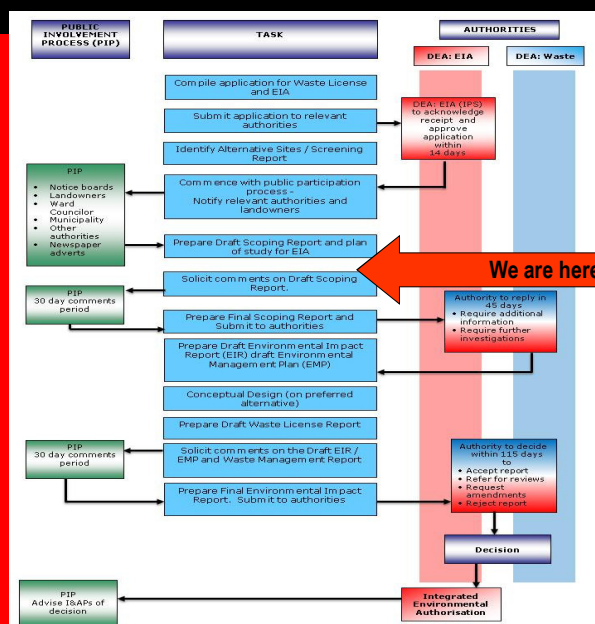 PUBLIC
INVOLVEMENT
PROCESS (PIP)
TASK
AUTHORITIES
DEA: EIA
DEA: Waste
Compile application for Waste License
and EIA
Submit application to relevant
authorities
DEA: EIA (IPS)
to acknowledge
receipt and
approve
application
within
14 days
Identify Alternative Sites / Screening
Report
PIP
• Notice boards
• Landowners
• Ward
Councilor
• Municipality
• Other
authorities
• Newspaper
adverts
Commence with public participation
process -
Notify relevant authorities and
landowners
Prepare Draft Scoping Report and plan
of study for EIA
We are here
Solicit comments on Draft Scoping
Report.
PIP
30 day comments
period
Prepare Final Scoping Report and
Submit to authorities
Authority to reply in
45 days
• Require additional
information
• Require further
investigations
Prepare Draft Environmental Impact
Report (EIR) draft Environmental
Management Plan (EMP)
Conceptual Design (on preferred
alternative)
Prepare Draft Waste License Report
PIP
30 day comments
period
Solicit comments on the Draft EIR /
EMP and Waste Management Report
Authority to decide
within 115 days
to
• Accept report
• Refer for reviews
• Request
amendments
• Reject report
Prepare Final Environmental Impact
Report. Submit to authorities
Decision
PIP
Advise I&APs of
decision
Integrated
Environmental
Authorisation